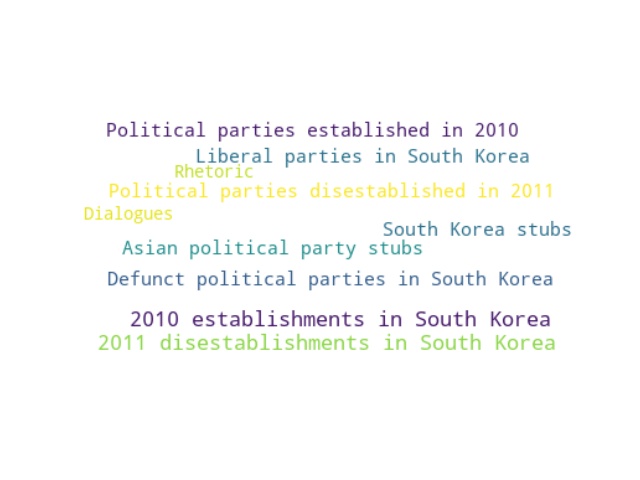 Political parties established in 2010
Liberal parties in South Korea
Rhetoric
Political parties disestablished in 2011
Dialogues
South Korea stubs
Asian political party stubs
Defunct political parties in South Korea
2010 establishments in South Korea
2011 disestablishments in South Korea